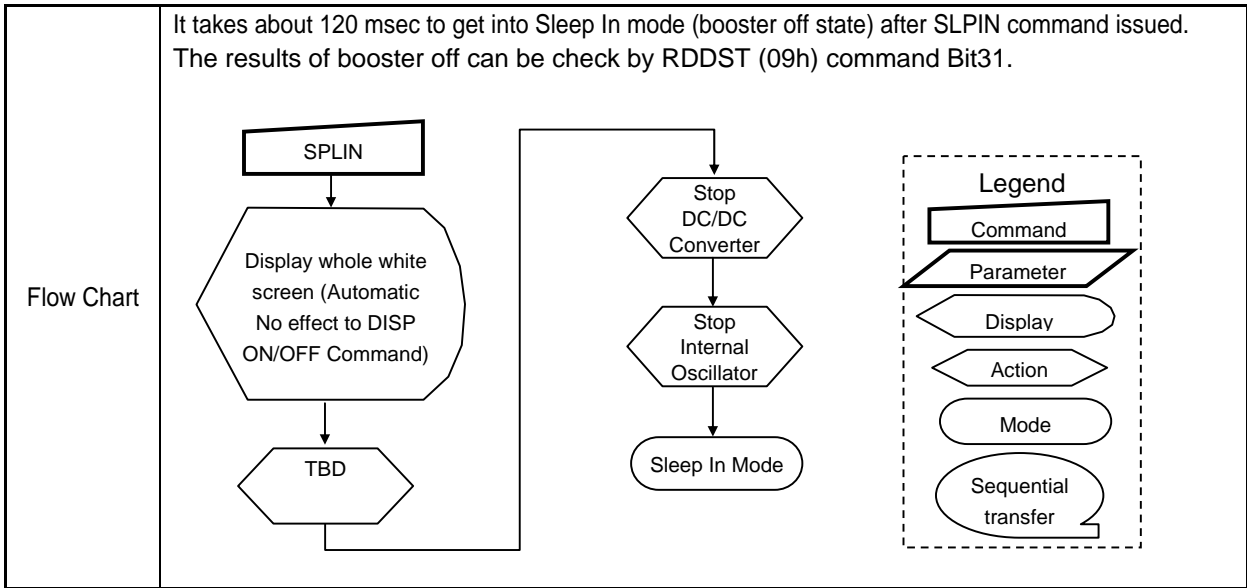 It takes about 120 msec to get into Sleep In mode (booster off state) after SLPIN command issued.
The results of booster off can be check by RDDST (09h) command Bit31.
Flow Chart
SPLIN
Display whole white
screen (Automatic
No effect to DISP
ON/OFF Command)
TBD
Stop
DC/DC
Converter
Stop
Internal
Oscillator
Sleep In Mode
Legend
Command
Parameter
Display
Action
Mode
Sequential
transfer